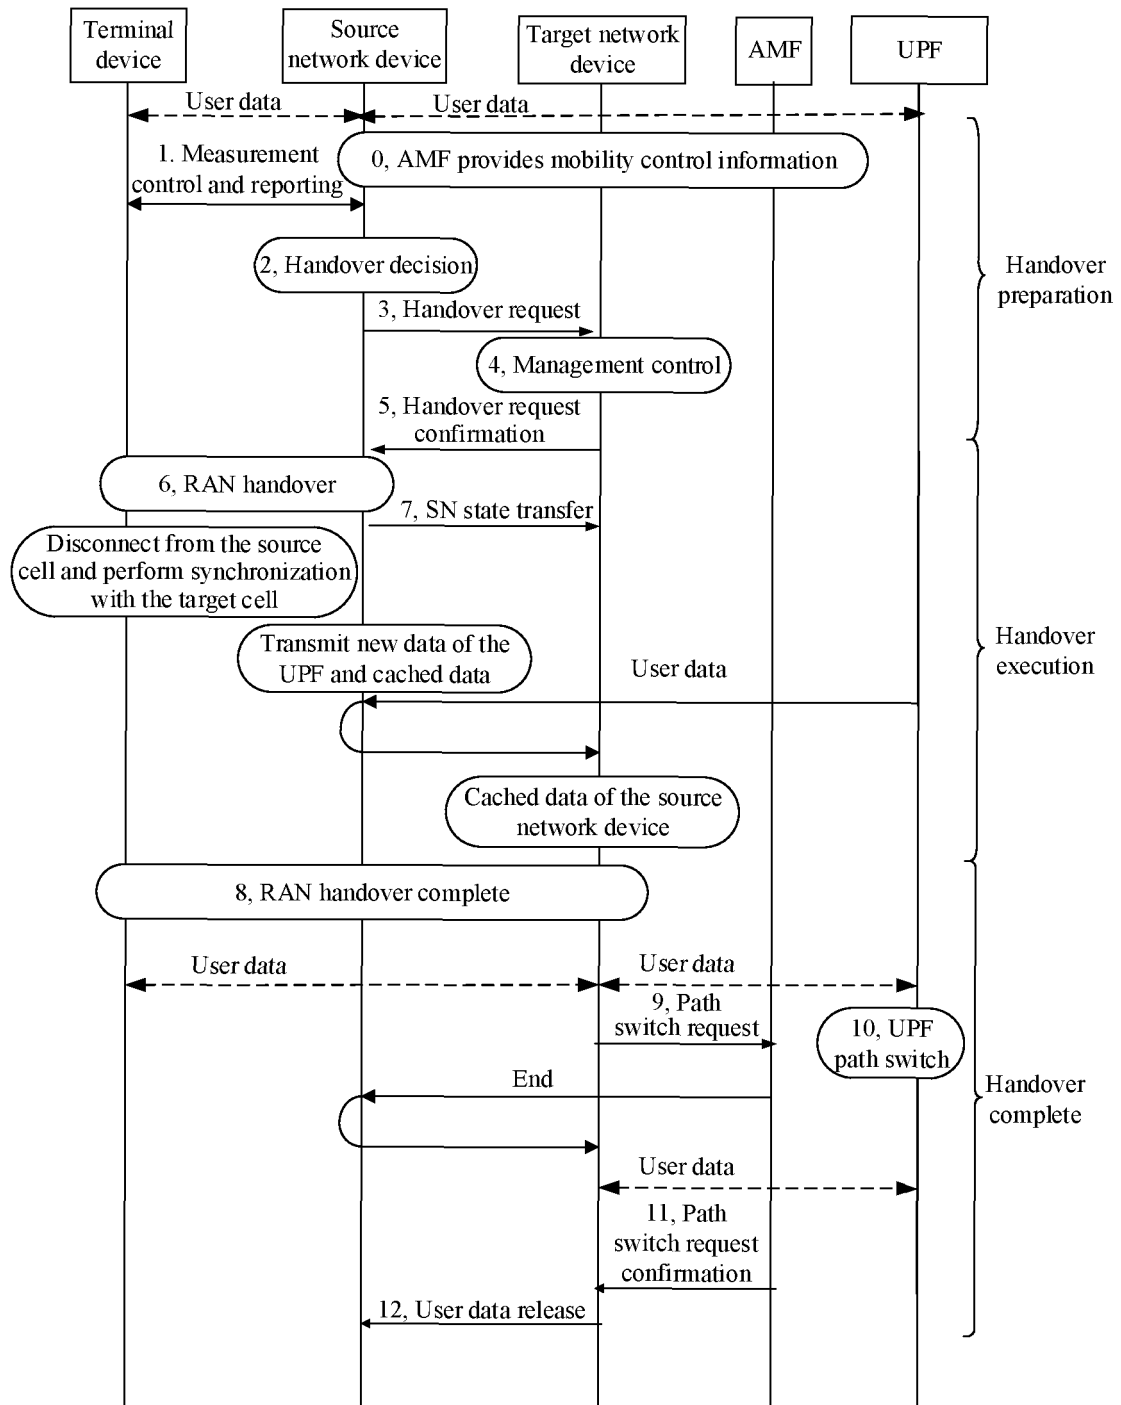 Terminal
device
Source
network device
Target network
device
AMF
UPF
User data
User data
1. Measurement
control and reporting
0, AMF provides mobility control information
2, Handover decision
Handover
preparation
3, Handover request
4, Management control
5, Handover request
confirmation
6, RAN handover
7, SN state transfer
Disconnect from the source
cell and perform synchronization
with the target cell
Transmit new data of the
UPF and cached data
User data
Handover
execution
Cached data of the source
network device
8, RAN handover complete
User data
User data
9, Path
switch request
10, UPF
path switch
End
Handover
complete
User data
11, Path
switch request
confirmation
12, User data release